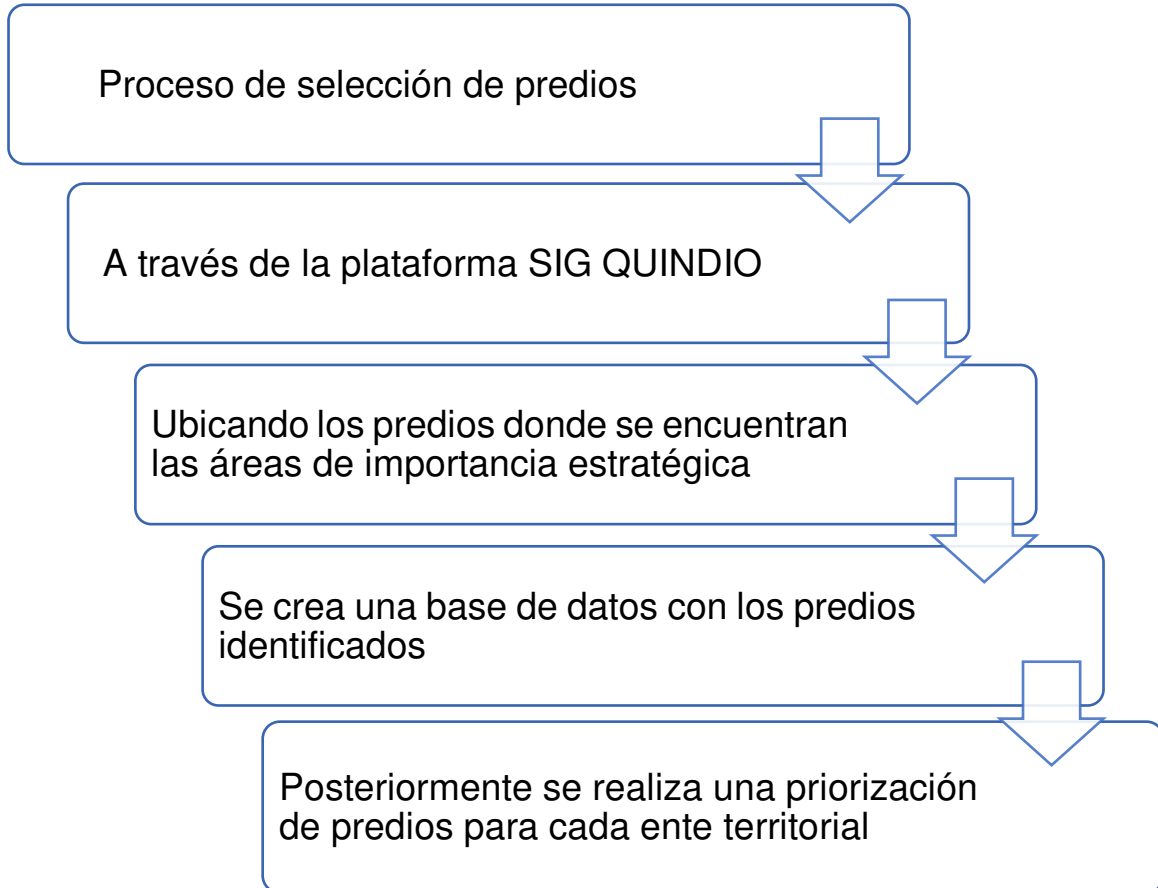 Proceso de selección de predios
A través de la plataforma SIG QUINDIO
Ubicando los predios donde se encuentran
las áreas de importancia estratégica
Se crea una base de datos con los predios
identificados
Posteriormente se realiza una priorización
de predios para cada ente territorial